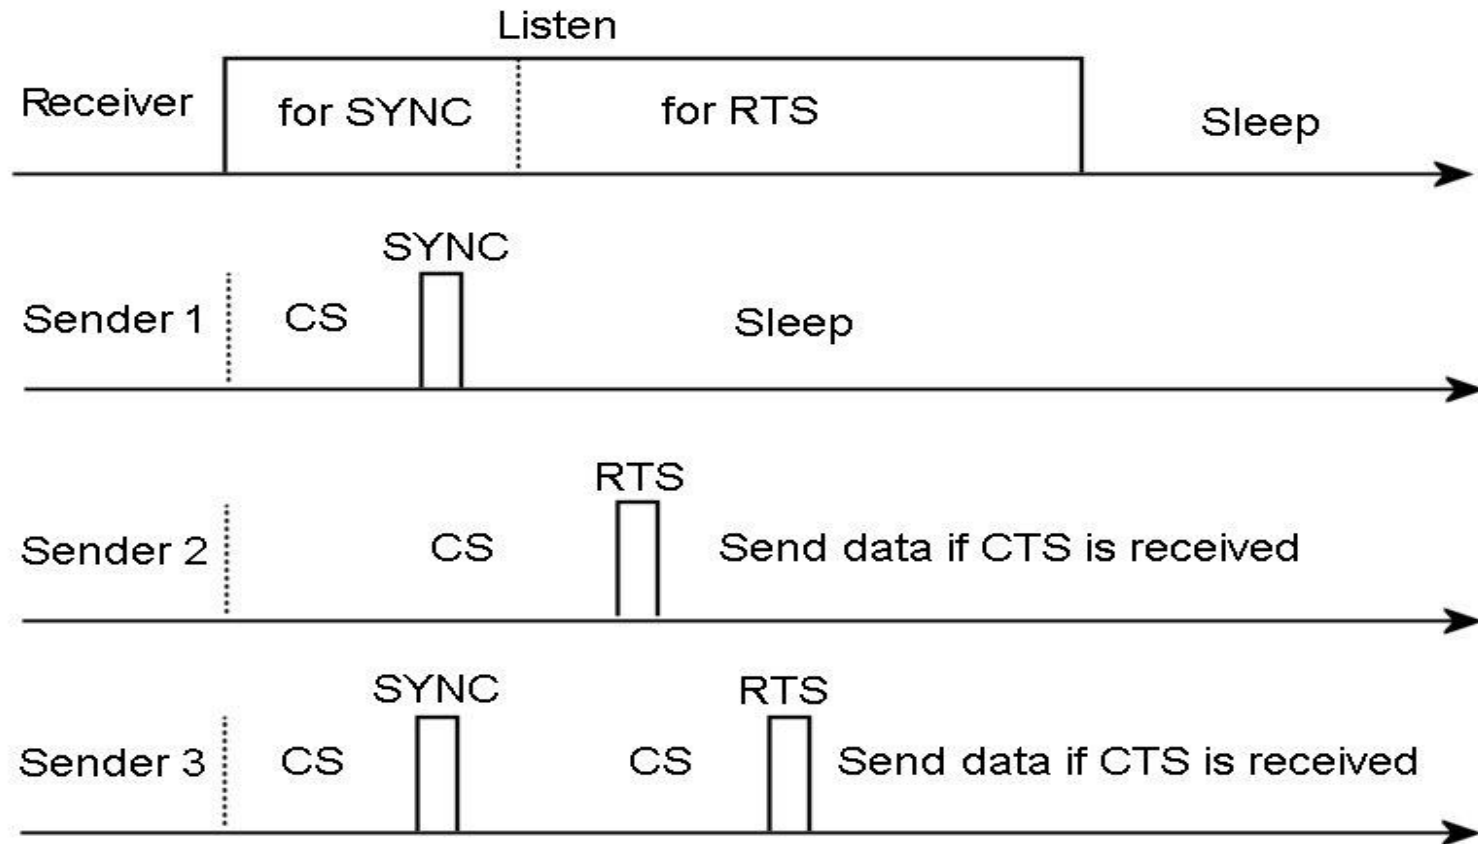 Listen
Receiver for SYNC for RTS Sleep
SYNC
Sender 1 CS Sleep
RTS
Sender 2 CS Send data if CTS is received
SYNC RTS
Sender 3 CS CS Send data if CTS is received